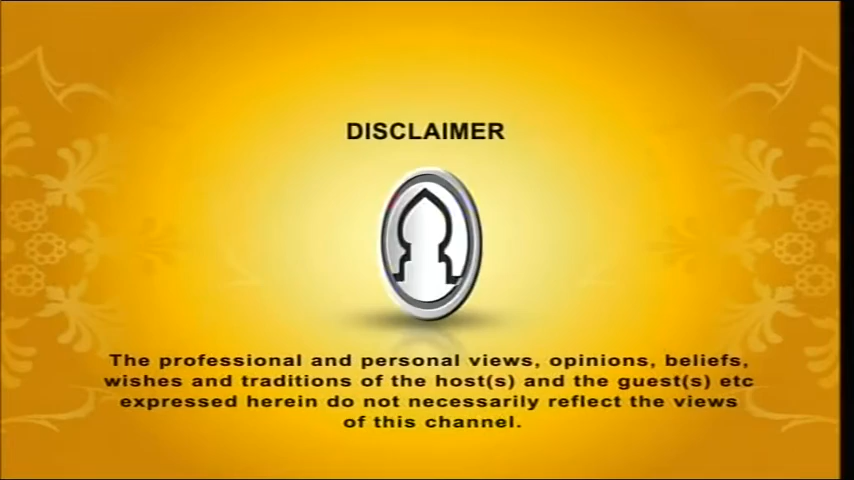 DISCLAIMER
The professional and personal views, opinions, beliefs,
wishes and traditions of the host(s) and the guest(s) etc
expressed herein do not necessarily reflect the views
of this channel.